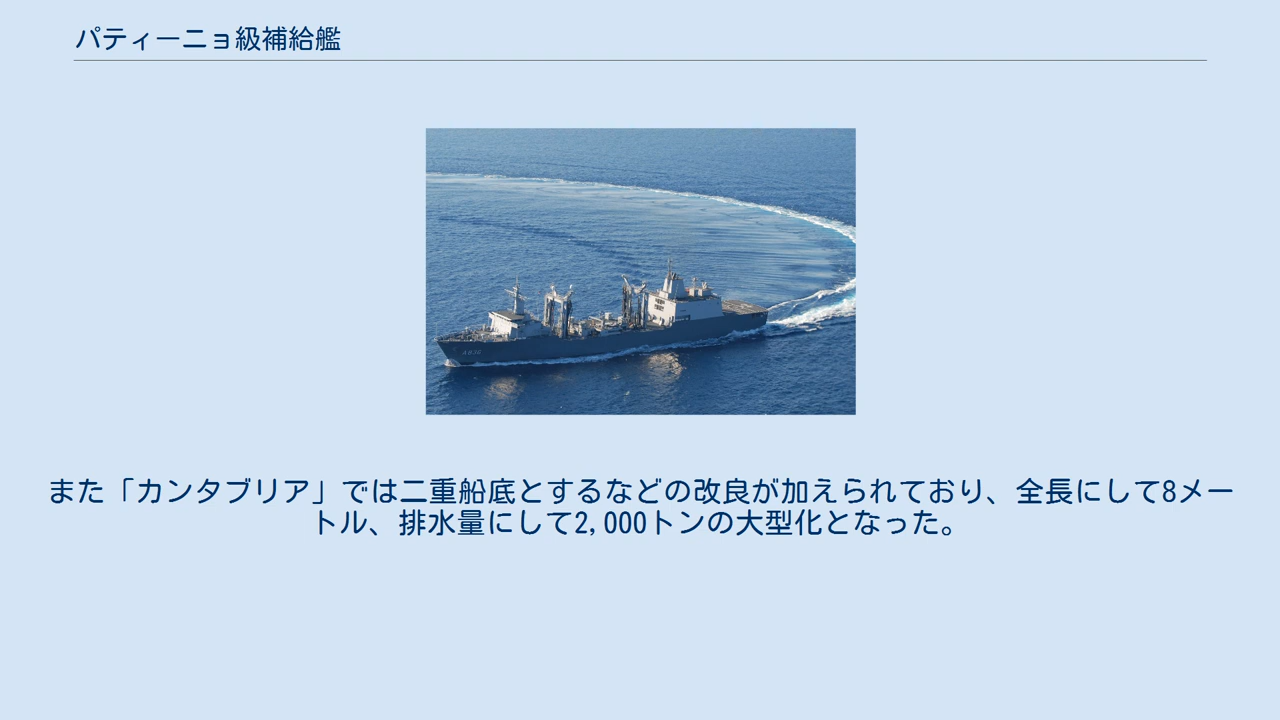 パティーニョ級補給艦
また「カンタブリア」では二重船底とするなどの改良が加えられており、全長にして8メー
トル、排水量にして2,000トンの大型化となった。